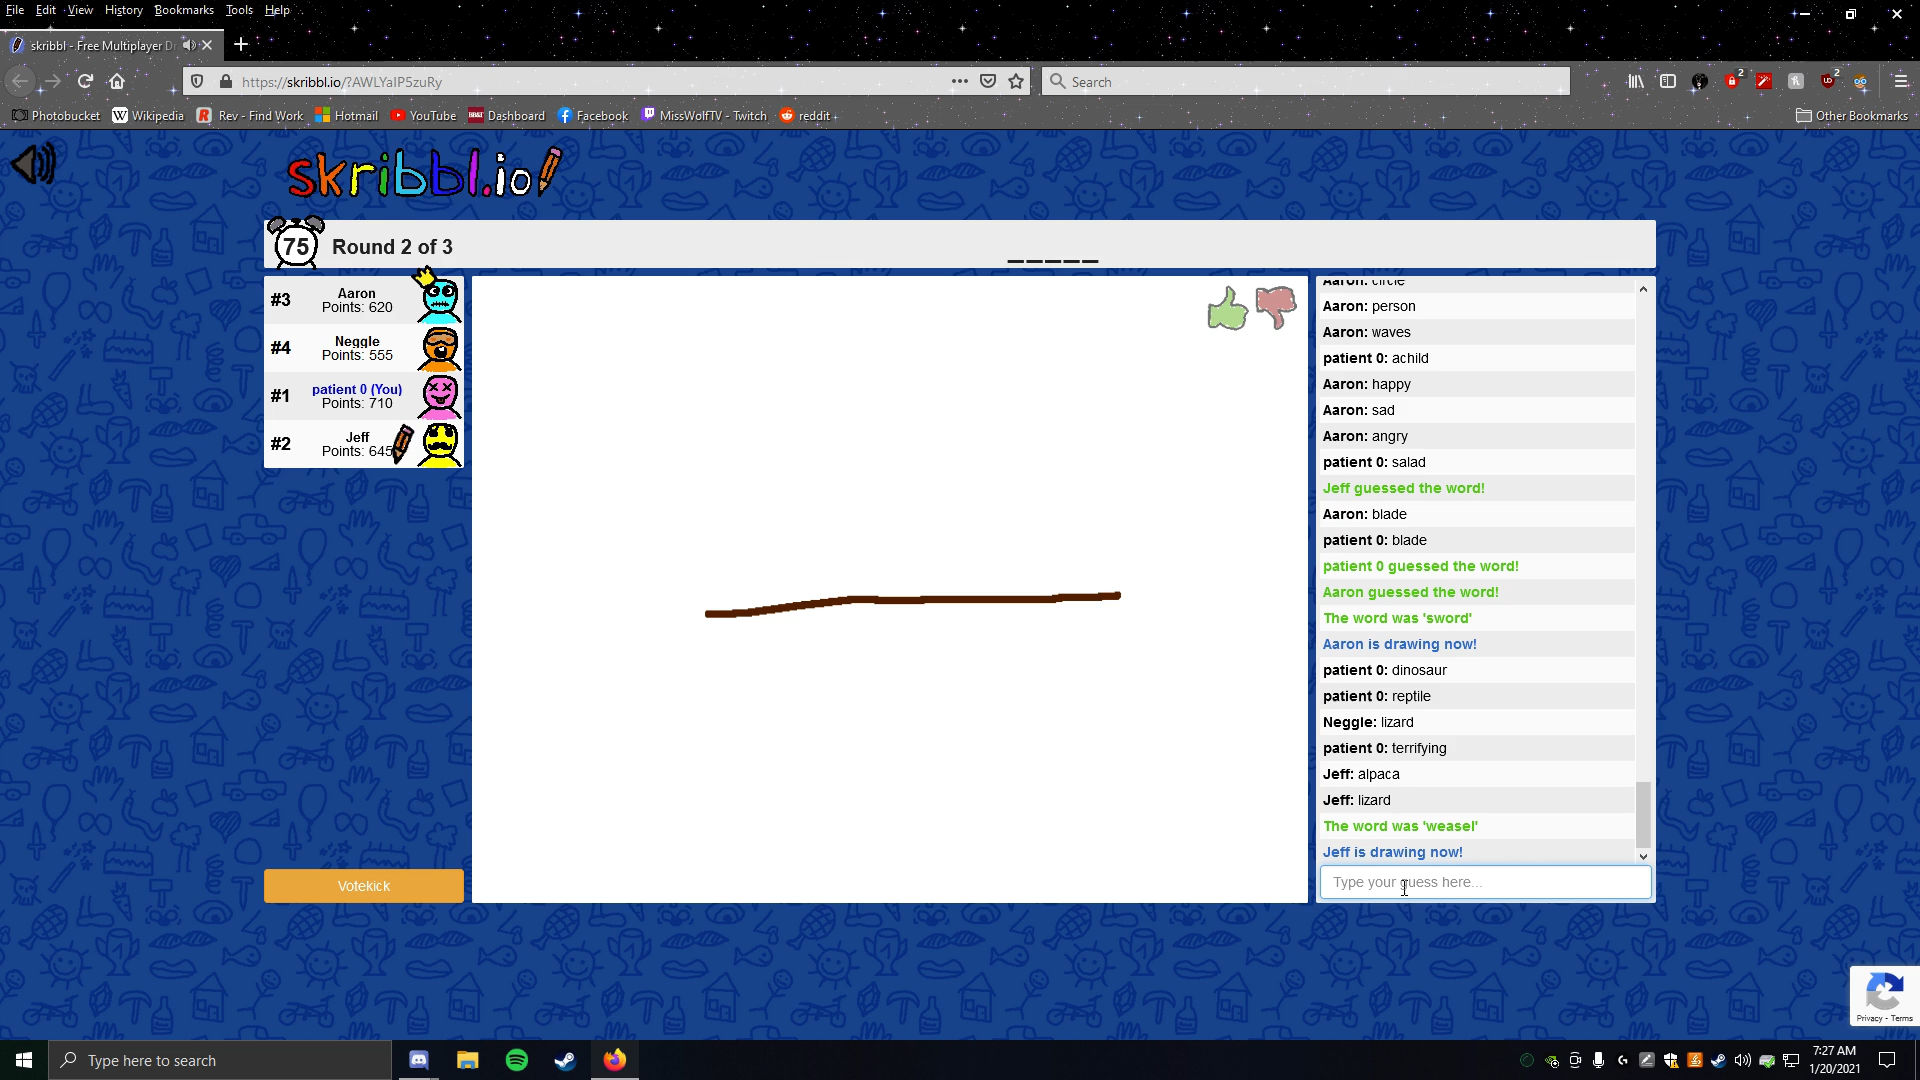 File Edit View History Bookmarks Tools Help
skribbl - Free Multiplayer Dr
https://skribbl.io/?AWLYaIP5zuRy
Search
Photobucket Wikipedia Rev - Find Work Hotmail YouTube Dashboard Facebook MissWolfTV - Twitch reddit Other Bookmarks
skribbl.io
75 Round 2 of 3
_____
#3 Aaron
Points: 620
#4 Neggle
Points: 555
#1 patient 0 (You)
Points: 710
#2 Jeff
Points: 645
Votekick
Aaron: circle
Aaron: person
Aaron: waves
patient 0: achild
Aaron: happy
Aaron: sad
Aaron: angry
patient 0: salad
Jeff guessed the word!
Aaron: blade
patient 0: blade
patient 0 guessed the word!
Aaron guessed the word!
The word was 'sword'
Aaron is drawing now!
patient 0: dinosaur
patient 0: reptile
Neggle: lizard
patient 0: terrifying
Jeff: alpaca
Jeff: lizard
The word was 'weasel'
Jeff is drawing now!
Type your guess here...
Privacy - Terms
Type here to search
7:27 AM
1/20/2021